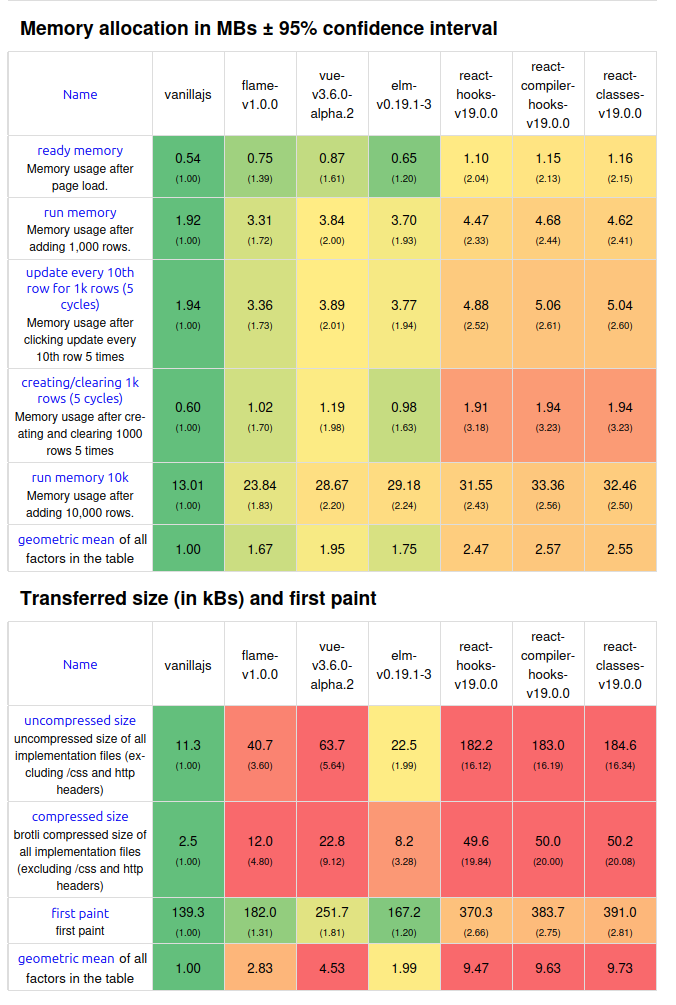 Memory allocation in MBs ± 95% confidence interval
Name
vanillajs
flame-
v1.0.0
vue-
v3.6.0-
alpha.2
elm-
v0.19.1-3
react-
hooks-
v19.0.0
react-
compiler-
hooks-
v19.0.0
react-
classes-
v19.0.0
ready memory
Memory usage after
page load.
0.54 0.75 0.87 0.65 1.10 1.15 1.16
(1.00) (1.39) (1.61) (1.20) (2.04) (2.13) (2.15)
run memory
Memory usage after
adding 1,000 rows.
1.92 3.31 3.84 3.70 4.47 4.68 4.62
(1.00) (1.72) (2.00) (1.93) (2.33) (2.44) (2.41)
update every 10th
row for 1k rows (5
cycles)
Memory usage after
clicking update every
10th row 5 times
1.94 3.36 3.89 3.77 4.88 5.06 5.04
(1.00) (1.73) (2.01) (1.94) (2.52) (2.61) (2.60)
creating/clearing 1k
rows (5 cycles)
Memory usage after cre-
ating and clearing 1000
rows 5 times
0.60 1.02 1.19 0.98 1.91 1.94 1.94
(1.00) (1.70) (1.98) (1.63) (3.18) (3.23) (3.23)
run memory 10k
Memory usage after
adding 10,000 rows.
13.01 23.84 28.67 29.18 31.55 33.36 32.46
(1.00) (1.83) (2.20) (2.24) (2.43) (2.56) (2.50)
geometric mean of all
factors in the table
1.00 1.67 1.95 1.75 2.47 2.57 2.55
Transferred size (in kBs) and first paint
Name
vanillajs
flame-
v1.0.0
vue-
v3.6.0-
alpha.2
elm-
v0.19.1-3
react-
hooks-
v19.0.0
react-
compiler-
hooks-
v19.0.0
react-
classes-
v19.0.0
uncompressed size
uncompressed size of all
implementation files (ex-
cluding /css and http
headers)
11.3 40.7 63.7 22.5 182.2 183.0 184.6
(1.00) (3.60) (5.64) (1.99) (16.12) (16.19) (16.34)
compressed size
brotli compressed size of
all implementation files
(excluding /css and http
headers)
2.5 12.0 22.8 8.2 49.6 50.0 50.2
(1.00) (4.80) (9.12) (3.28) (19.84) (20.00) (20.08)
first paint
first paint
139.3 182.0 251.7 167.2 370.3 383.7 391.0
(1.00) (1.31) (1.81) (1.20) (2.66) (2.75) (2.81)
geometric mean of all
factors in the table
1.00 2.83 4.53 1.99 9.47 9.63 9.73